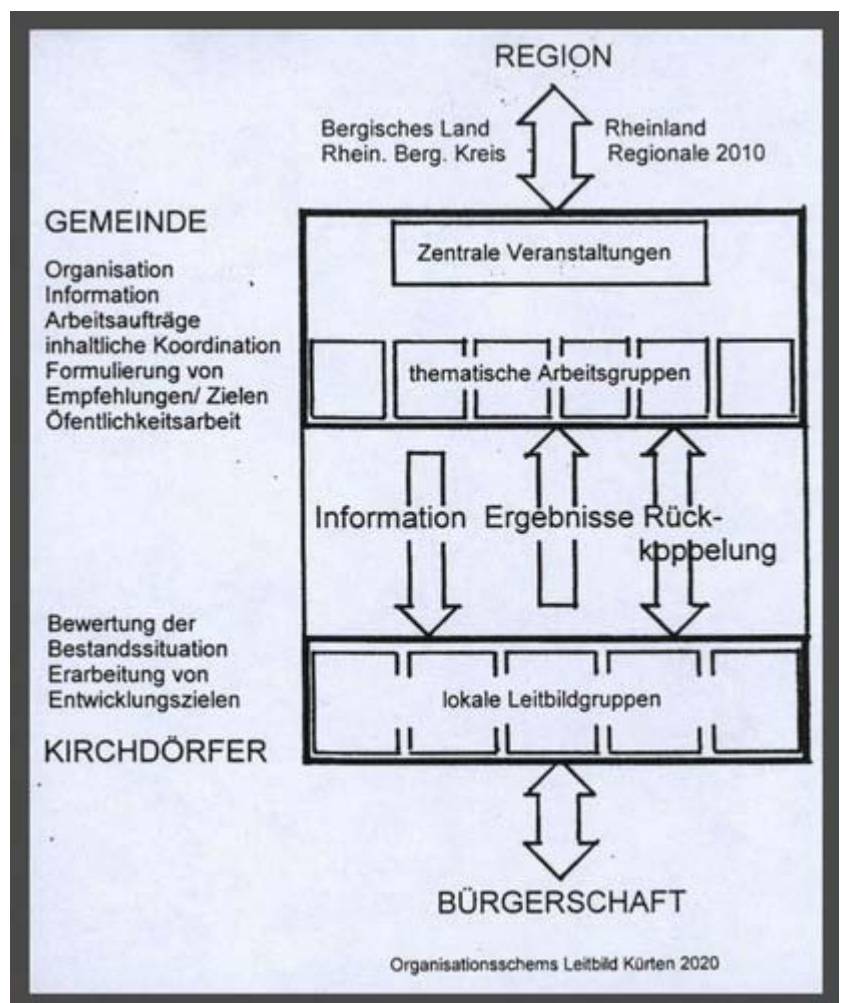 REGION
Bergisches Land
Rhein. Berg. Kreis
Rheinland
Regionale 2010
GEMEINDE
Organisation
Information
Arbeitsaufträge
inhaltliche Koordination
Formulierung von
Empfehlungen/ Zielen
Öfentlichkeitsarbeit
Zentrale Veranstaltungen
thematische Arbeitsgruppen
Information
Ergebnisse
Rück-
koppelung
Bewertung der
Bestandssituation
Erarbeitung von
Entwicklungszielen
KIRCHDÖRFER
lokale Leitbildgruppen
BÜRGERSCHAFT
Organisationsschems Leitbild Kürten 2020